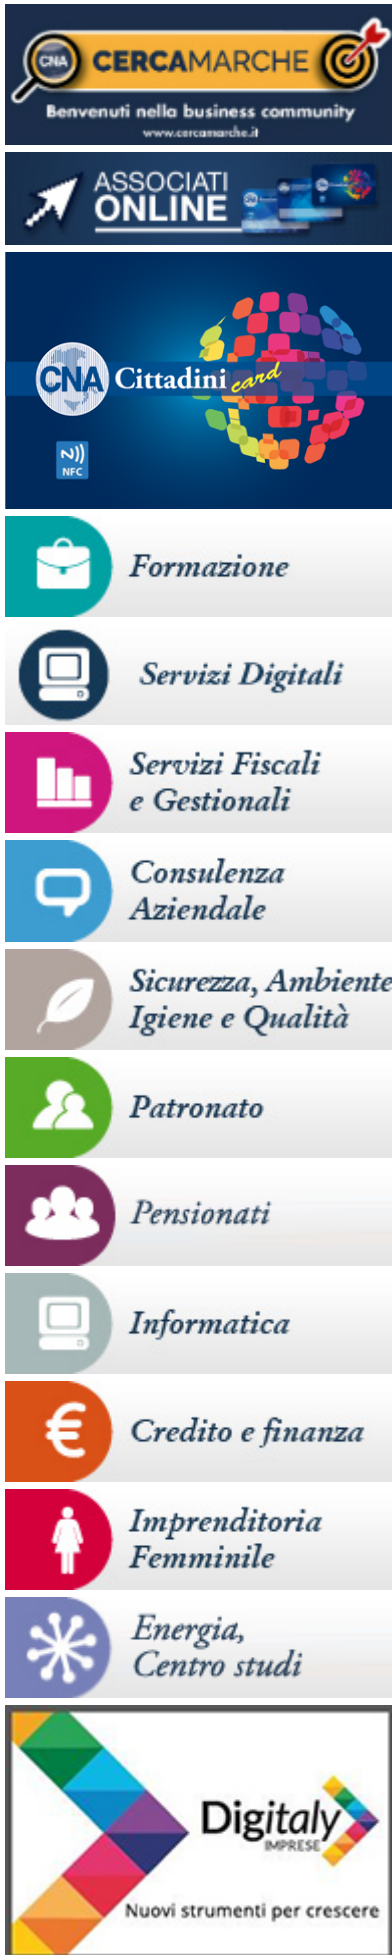 CNA CERCAMARCHE
Benvenuti nella business community
www.cercamarche.it
ASSOCIATI
ONLINE
CNA Cittadini card
N
NFC
Formazione
Servizi Digitali
Servizi Fiscali
e Gestionali
Consulenza
Aziendale
Sicurezza, Ambiente
Igiene e Qualità
Patronato
Pensionati
Informatica
€
Credito e finanza
Imprenditoria
Femminile
Energia,
Centro studi
Digitaly
IMPRESE
Nuovi strumenti per crescere